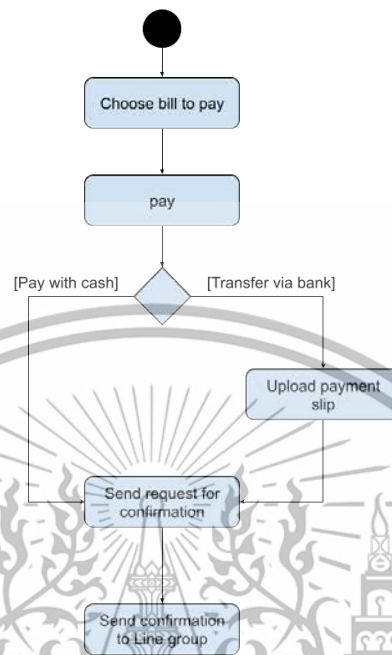 Choose bill to pay
pay
[Pay with cash] [Transfer via bank]
Upload payment
slip
Send request for
confirmation
Send confirmation
to Line group